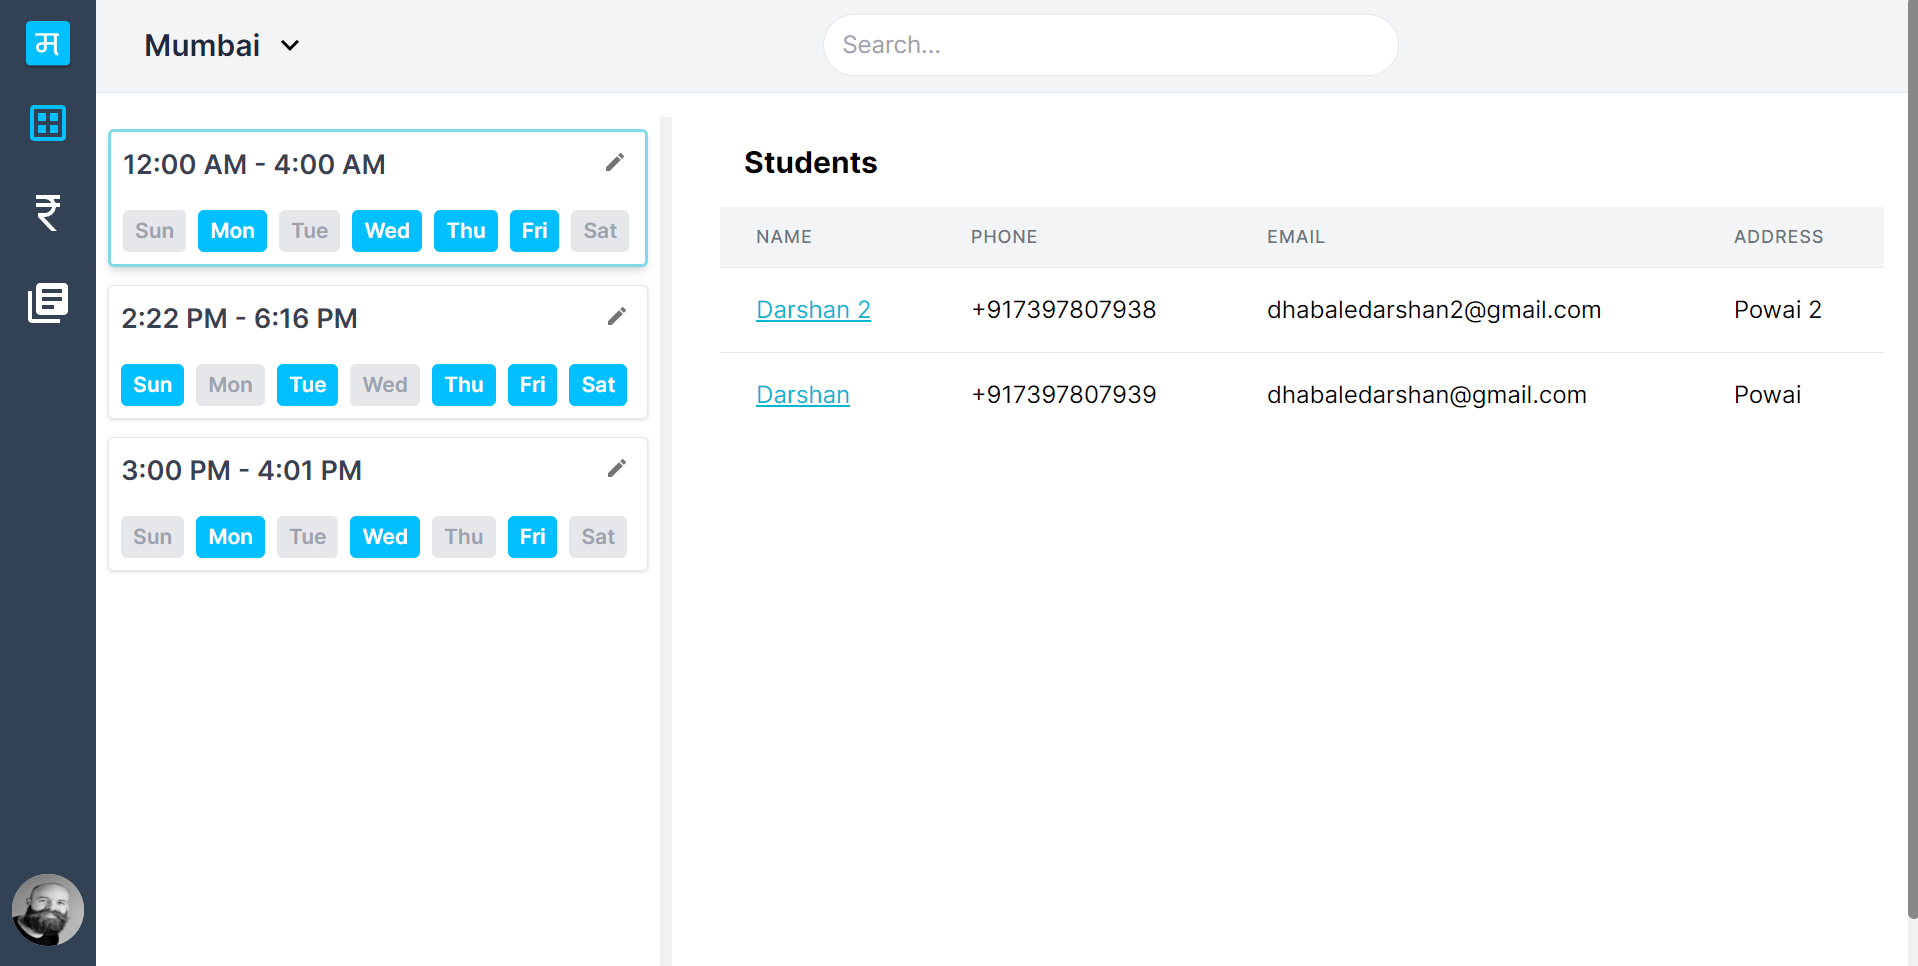 म
Mumbai
Search...
12:00 AM - 4:00 AM
Sun Mon Tue Wed Thu Fri Sat
2:22 PM - 6:16 PM
Sun Mon Tue Wed Thu Fri Sat
3:00 PM - 4:01 PM
Sun Mon Tue Wed Thu Fri Sat
Students
NAME PHONE EMAIL ADDRESS
Darshan 2 +917397807938 dhabaledarshan2@gmail.com Powai 2
Darshan +917397807939 dhabaledarshan@gmail.com Powai
₹